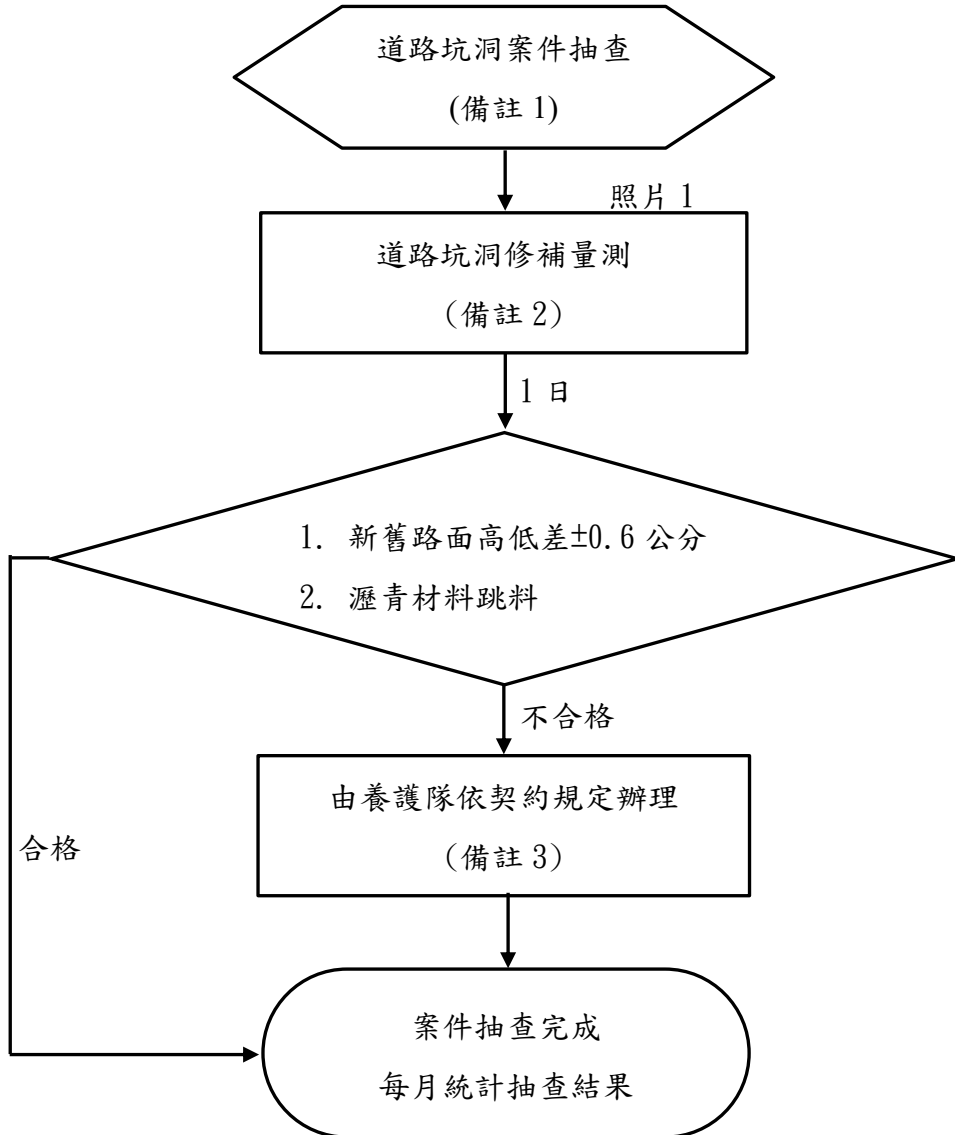 道路坑洞案件抽查
(備註 1)
照片 1
道路坑洞修補量測
(備註 2)
1 日
1. 新舊路面高低差±0.6 公分
2. 瀝青材料跳料
不合格
由養護隊依契約規定辦理
(備註 3)
合格
案件抽查完成
每月統計抽查結果